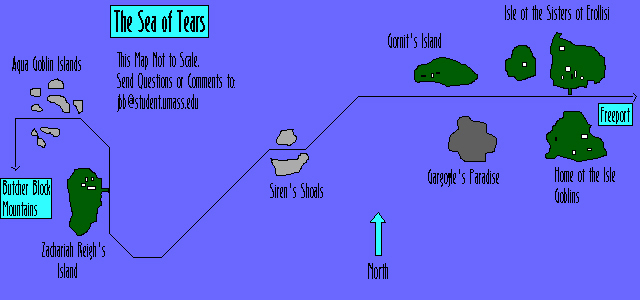 The Sea of Tears
Isle of the Sisters of Erollisi
Gornit's Island
This Map Not to Scale.
Send Questions or Comments to:
jbb@student.umass.edu
Aqua Goblin Islands
Freeport
Butcher Block
Mountains
Siren's Shoals
Gargogle's Paradise
Home of the Isle
Goblins
Zachariah Reigh's
Island
North